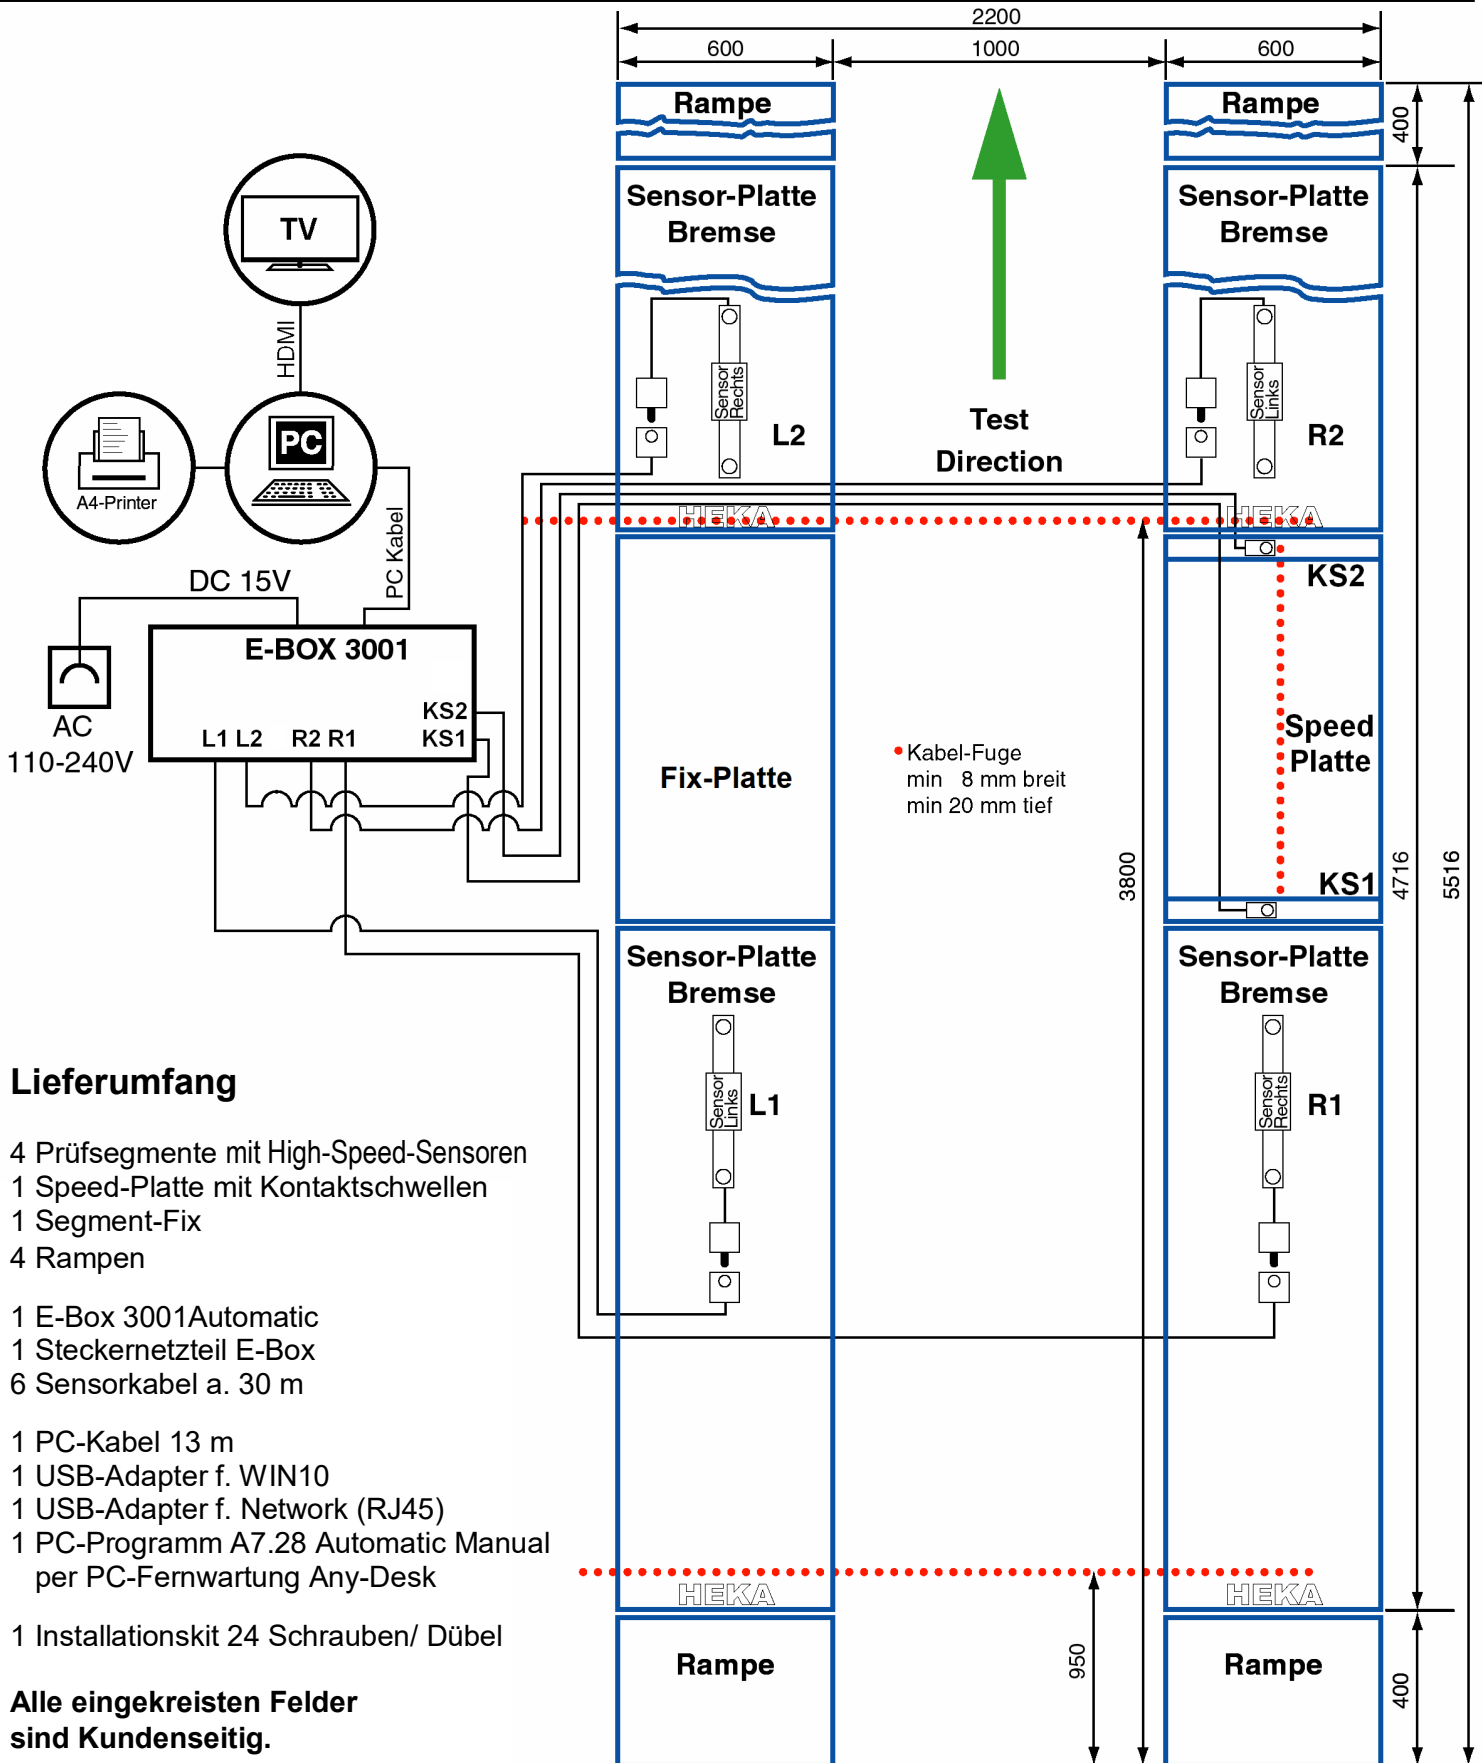 2200
600
1000
600
Rampe
Rampe
400
Sensor-Platte
Bremse
Sensor-Platte
Bremse
TV
HDMI
Sensor
Rechts
L2
Sensor
Links
R2
Test
Direction
PC
A4-Printer
PC Kabel
HEKA
HEKA
DC 15V
KS2
E-BOX 3001
AC
110-240V
L1 L2 R2 R1
KS2
KS1
Fix-Platte
Kabel-Fuge
min 8 mm breit
min 20 mm tief
Speed
Platte
3800
4716
5516
KS1
Sensor-Platte
Bremse
Sensor-Platte
Bremse
Sensor
Links
L1
Sensor
Rechts
R1
Lieferumfang
4 Prüfsegmente mit High-Speed-Sensoren
1 Speed-Platte mit Kontaktschwellen
1 Segment-Fix
4 Rampen
1 E-Box 3001Automatic
1 Steckernetzteil E-Box
6 Sensorkabel a. 30 m
1 PC-Kabel 13 m
1 USB-Adapter f. WIN10
1 USB-Adapter f. Network (RJ45)
1 PC-Programm A7.28 Automatic Manual
per PC-Fernwartung Any-Desk
1 Installationskit 24 Schrauben/ Dübel
Alle eingekreisten Felder
sind Kundenseitig.
HEKA
HEKA
Rampe
Rampe
950
400